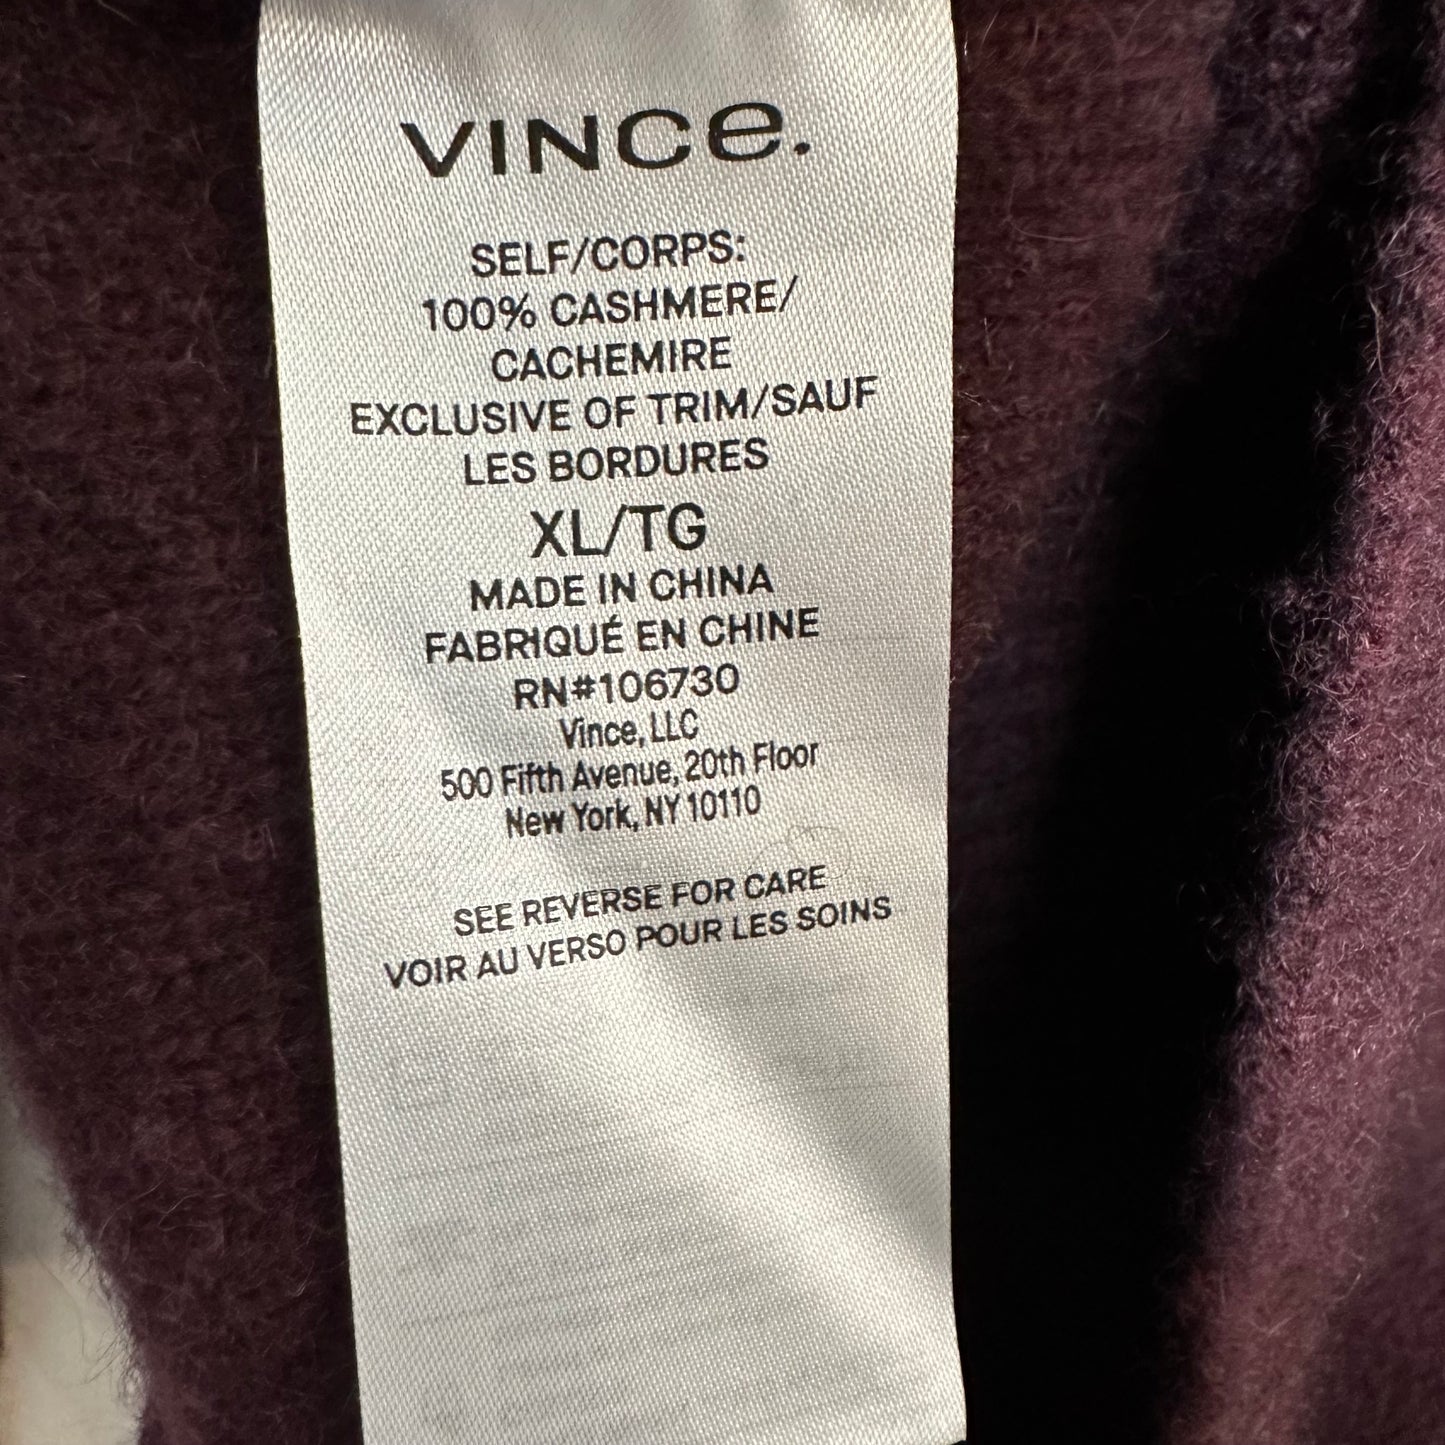 VINCe.
SELF/CORPS:
100% CASHMERE/
CACHEMIRE
EXCLUSIVE OF TRIM/SAUF
LES BORDURES
XL/TG
MADE IN CHINA
FABRIQUÉ EN CHINE
RN#106730
Vince, LLC
500 Fifth Avenue, 20th Floor
New York, NY 10110
SEE REVERSE FOR CARE
VOIR AU VERSO POUR LES SOINS